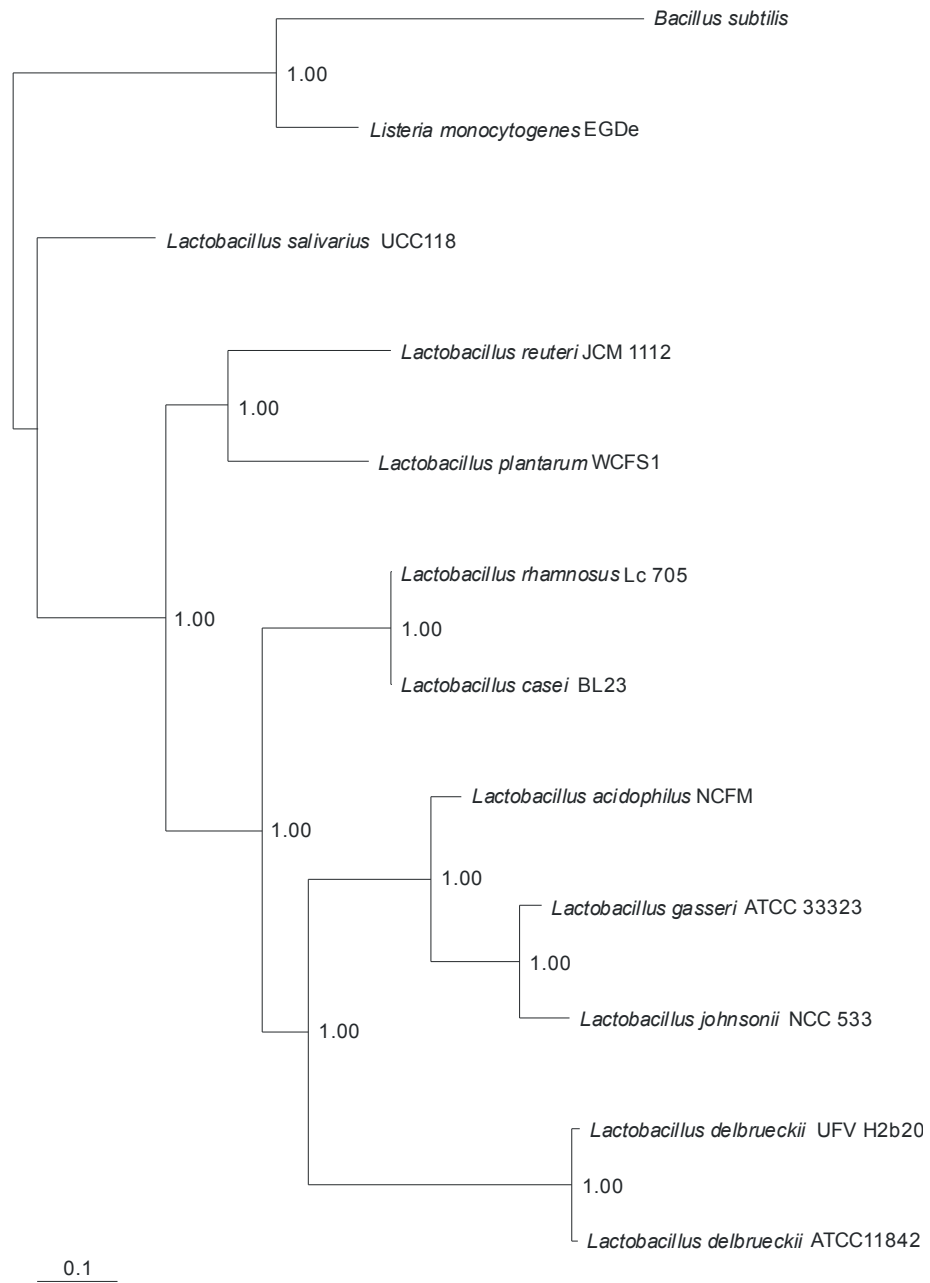 Bacillus subtilis
1.00
Listeria monocytogenes EGDe
Lactobacillus salivarius UCC118
Lactobacillus reuteri JCM 1112
1.00
Lactobacillus plantarum WCFS1
Lactobacillus rhamnosus Lc 705
1.00
1.00
Lactobacillus casei BL23
Lactobacillus acidophilus NCFM
1.00
1.00
Lactobacillus gasseri ATCC 33323
1.00
Lactobacillus johnsonii NCC 533
1.00
Lactobacillus delbrueckii UFV H2b20
1.00
Lactobacillus delbrueckii ATCC11842
0.1